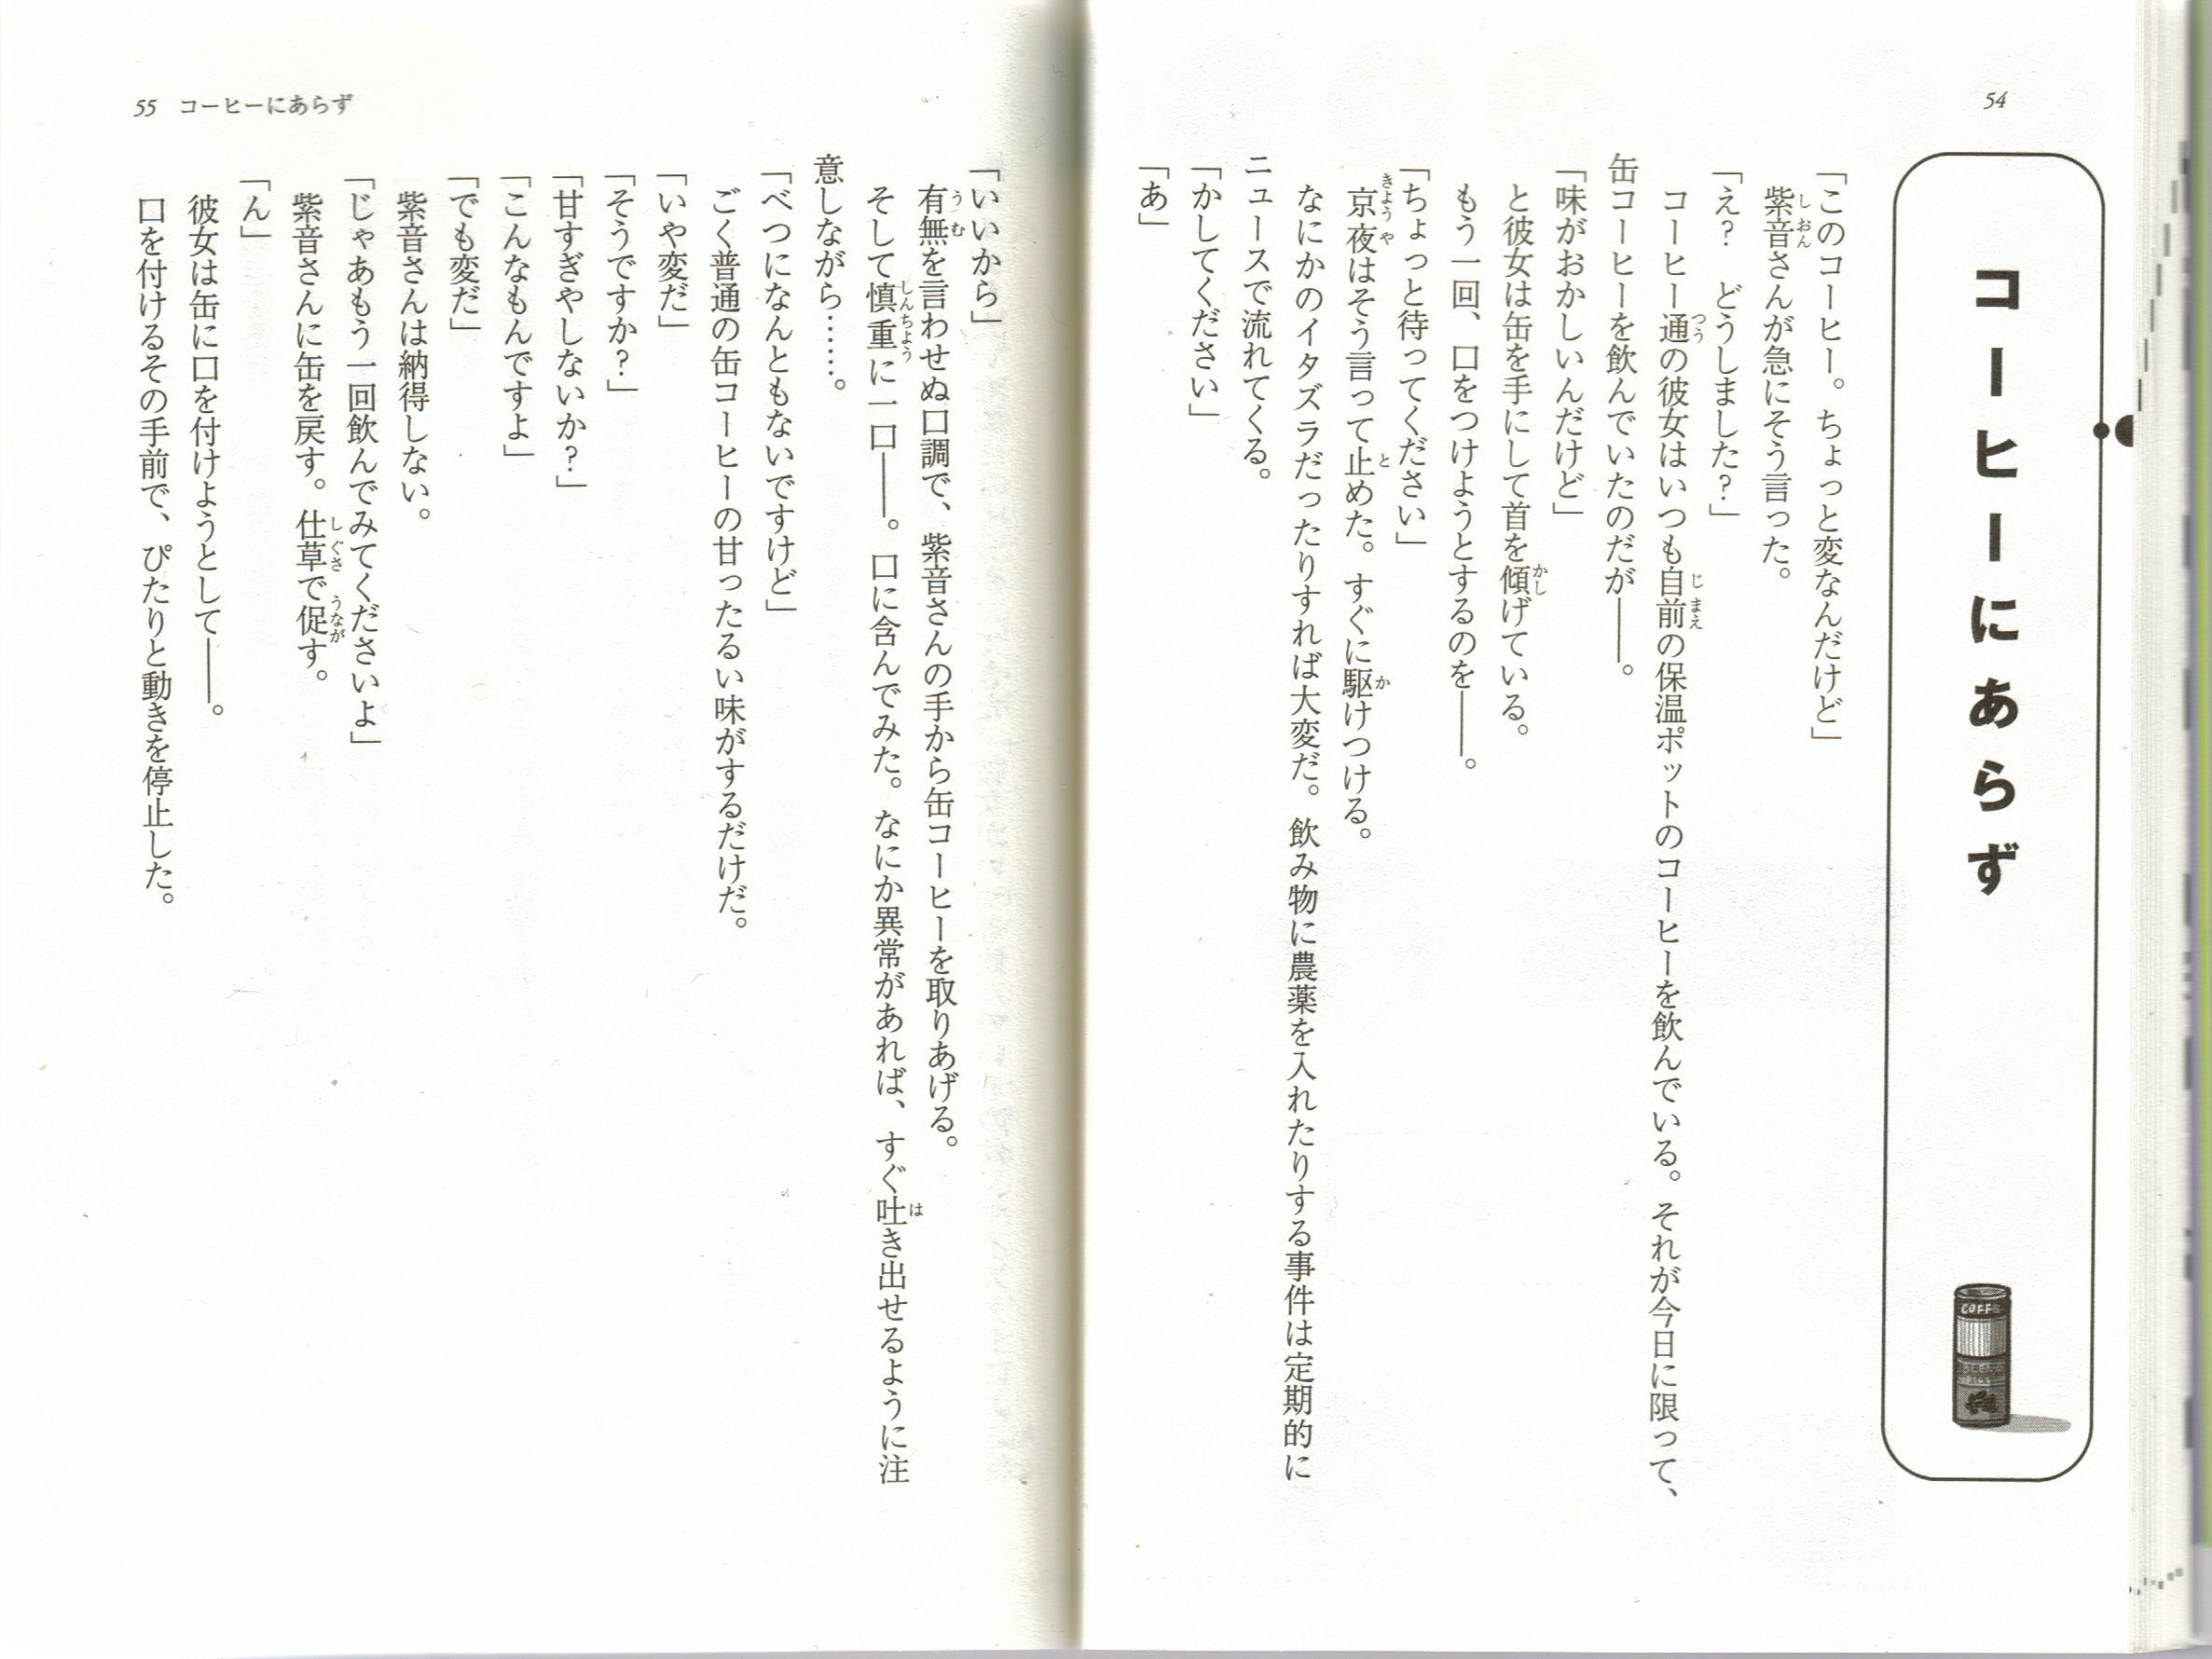 54
コーヒーにあらず
COFF
「このコーヒー。ちょっと変なんだけど」
紫音さんが急にそう言った。
「え？　どうしました？」
コーヒー通の彼女はいつも自前の保温ポットのコーヒーを飲んでいる。それが今日に限って、
缶コーヒーを飲んでいたのだが――。
「味がおかしいんだけど」
と彼女は缶を手にして首を傾げている。
もう一回、口をつけようとするのを――。
「ちょっと待ってください」
京夜はそう言って止めた。すぐに駆けつける。
なにかのイタズラだったりすれば大変だ。飲み物に農薬を入れたりする事件は定期的に
ニュースで流れてくる。
「かしてください」
「あ」
「いいから」
有無を言わせぬ口調で、紫音さんの手から缶コーヒーを取りあげる。
そして慎重に一口――。口に含んでみた。なにか異常があれば、すぐ吐き出せるように注
意しながら……。
「べつになんともないですけど」
ごく普通の缶コーヒーの甘ったるい味がするだけだ。
「いや変だ」
「そうですか？」
「甘すぎやしないか？」
「こんなもんですよ」
「でも変だ」
紫音さんは納得しない。
「じゃあもう一回飲んでみてくださいよ」
紫音さんに缶を戻す。仕草で促す。
「ん」
彼女は缶に口を付けようとして――。
口を付けるその手前で、ぴたりと動きを停止した。
55 コーヒーにあらず